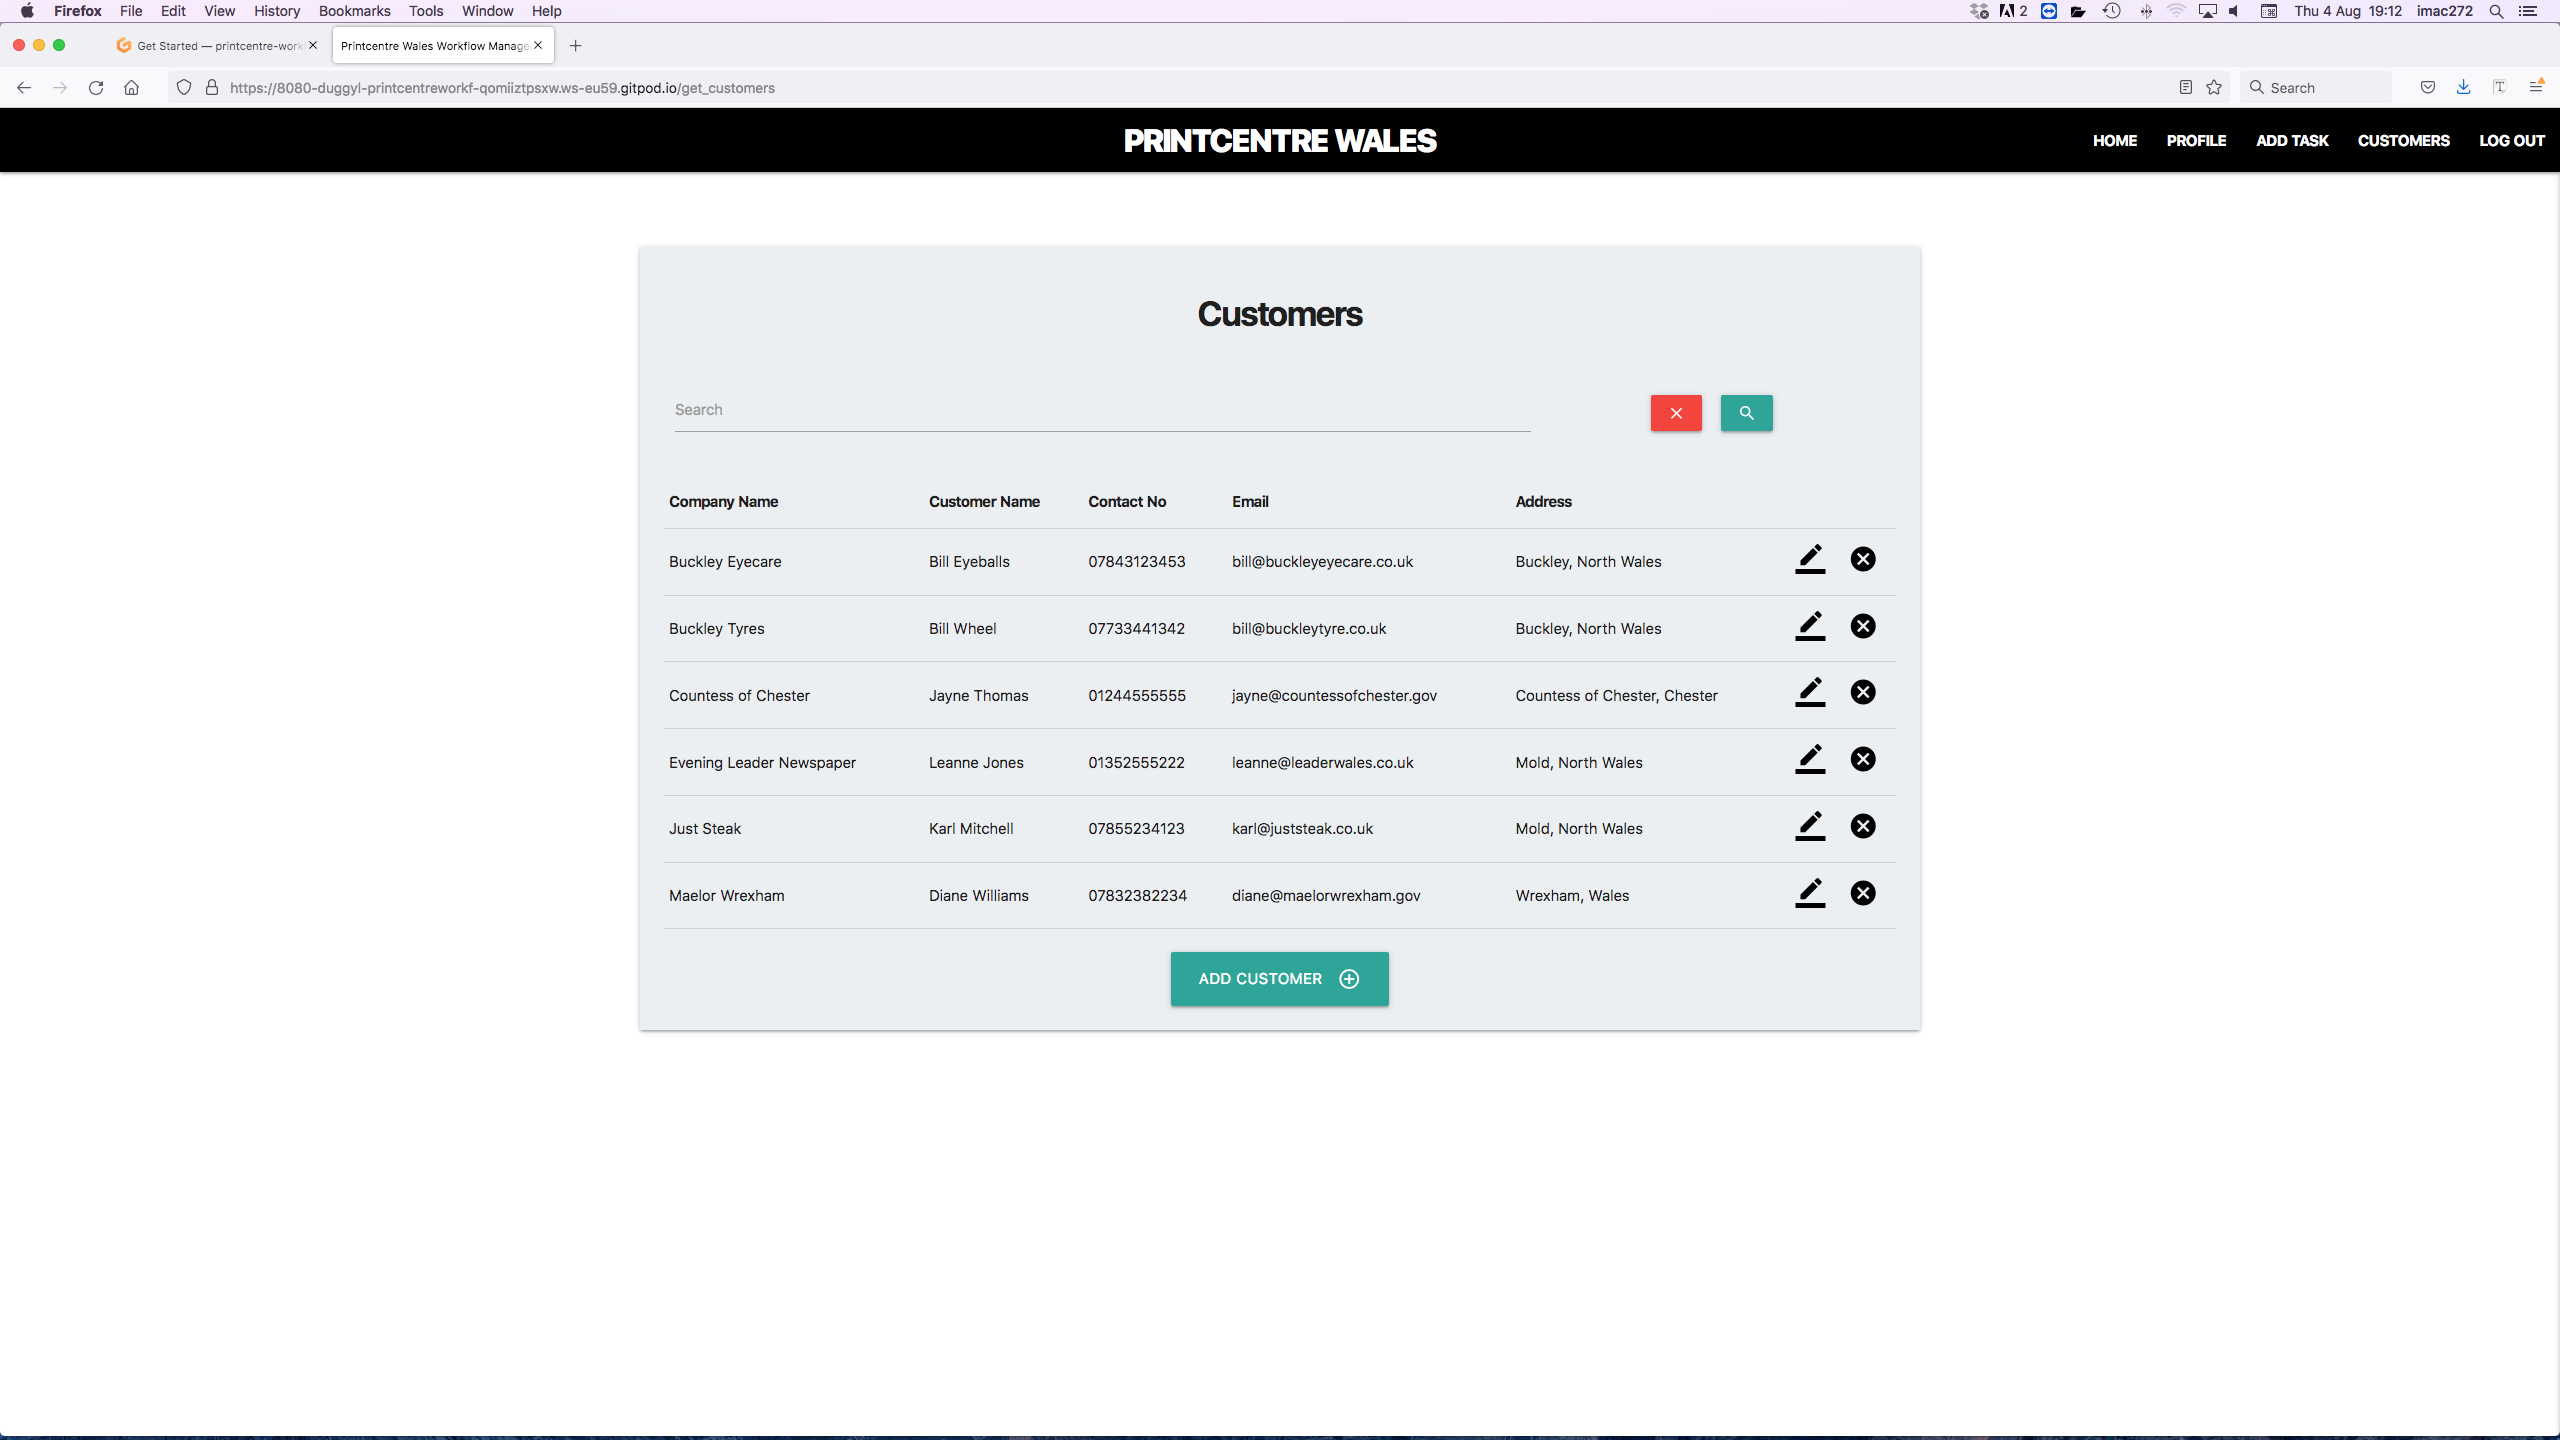 Firefox File Edit View History Bookmarks Tools Window Help 2 Thu 4 Aug 19:12 imac272
Get Started — printcentre-work Printcentre Wales Workflow Manage
https://8080-duggyl-printcentreworkf-qomiiztpsxw.ws-eu59.gitpod.io/get_customers Search
PRINTCENTRE WALES HOME PROFILE ADD TASK CUSTOMERS LOG OUT
Customers
Search
Company Name Customer Name Contact No Email Address
Buckley Eyecare Bill Eyeballs 07843123453 bill@buckleyeyecare.co.uk Buckley, North Wales
Buckley Tyres Bill Wheel 07733441342 bill@buckleytyre.co.uk Buckley, North Wales
Countess of Chester Jayne Thomas 01244555555 jayne@countessofchester.gov Countess of Chester, Chester
Evening Leader Newspaper Leanne Jones 01352555222 leanne@leaderwales.co.uk Mold, North Wales
Just Steak Karl Mitchell 07855234123 karl@juststeak.co.uk Mold, North Wales
Maelor Wrexham Diane Williams 07832382234 diane@maelorwrexham.gov Wrexham, Wales
ADD CUSTOMER